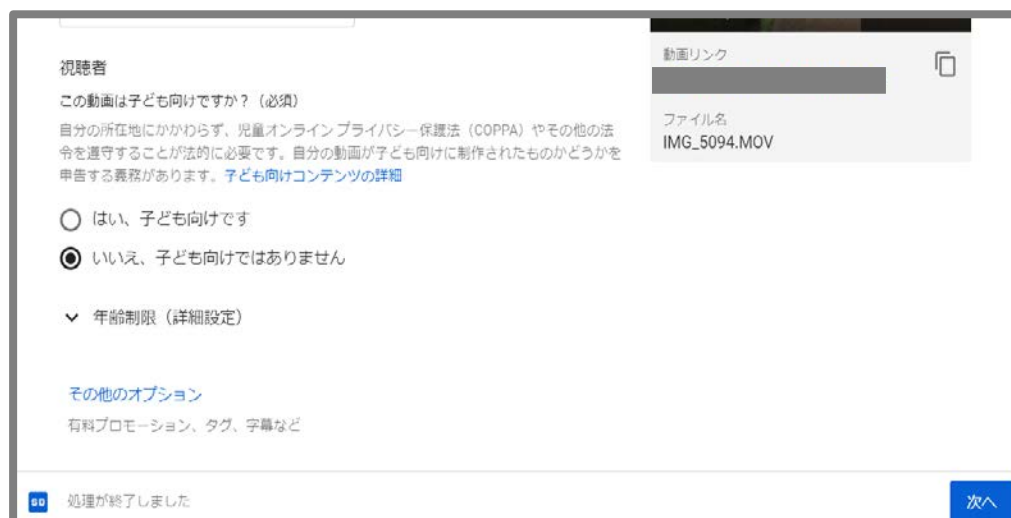 視聴者
この動画は子ども向けですか？（必須）
自分の所在地にかかわらず、児童オンライン プライバシー保護法（COPPA）やその他の法
令を遵守することが法的に必要です。自分の動画が子ども向けに制作されたものかどうかを
申告する義務があります。子ども向けコンテンツの詳細
はい、子ども向けです
いいえ、子ども向けではありません
年齢制限（詳細設定）
その他のオプション
有料プロモーション、タグ、字幕など
動画リンク
ファイル名
IMG_5094.MOV
SD 処理が終了しました
次へ